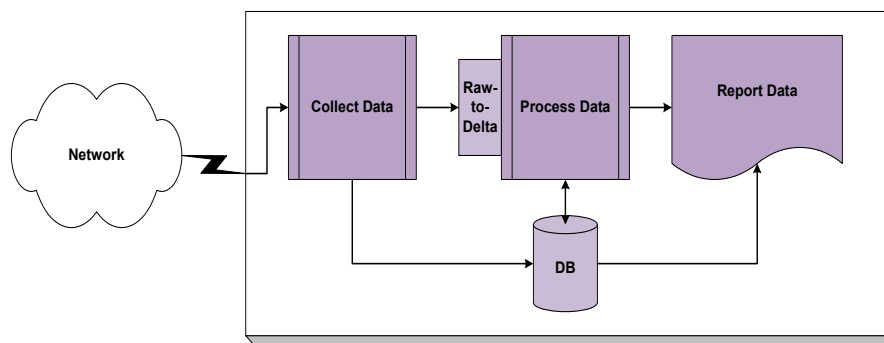 Network
Collect Data
Raw-
to-
Delta
Process Data
Report Data
DB